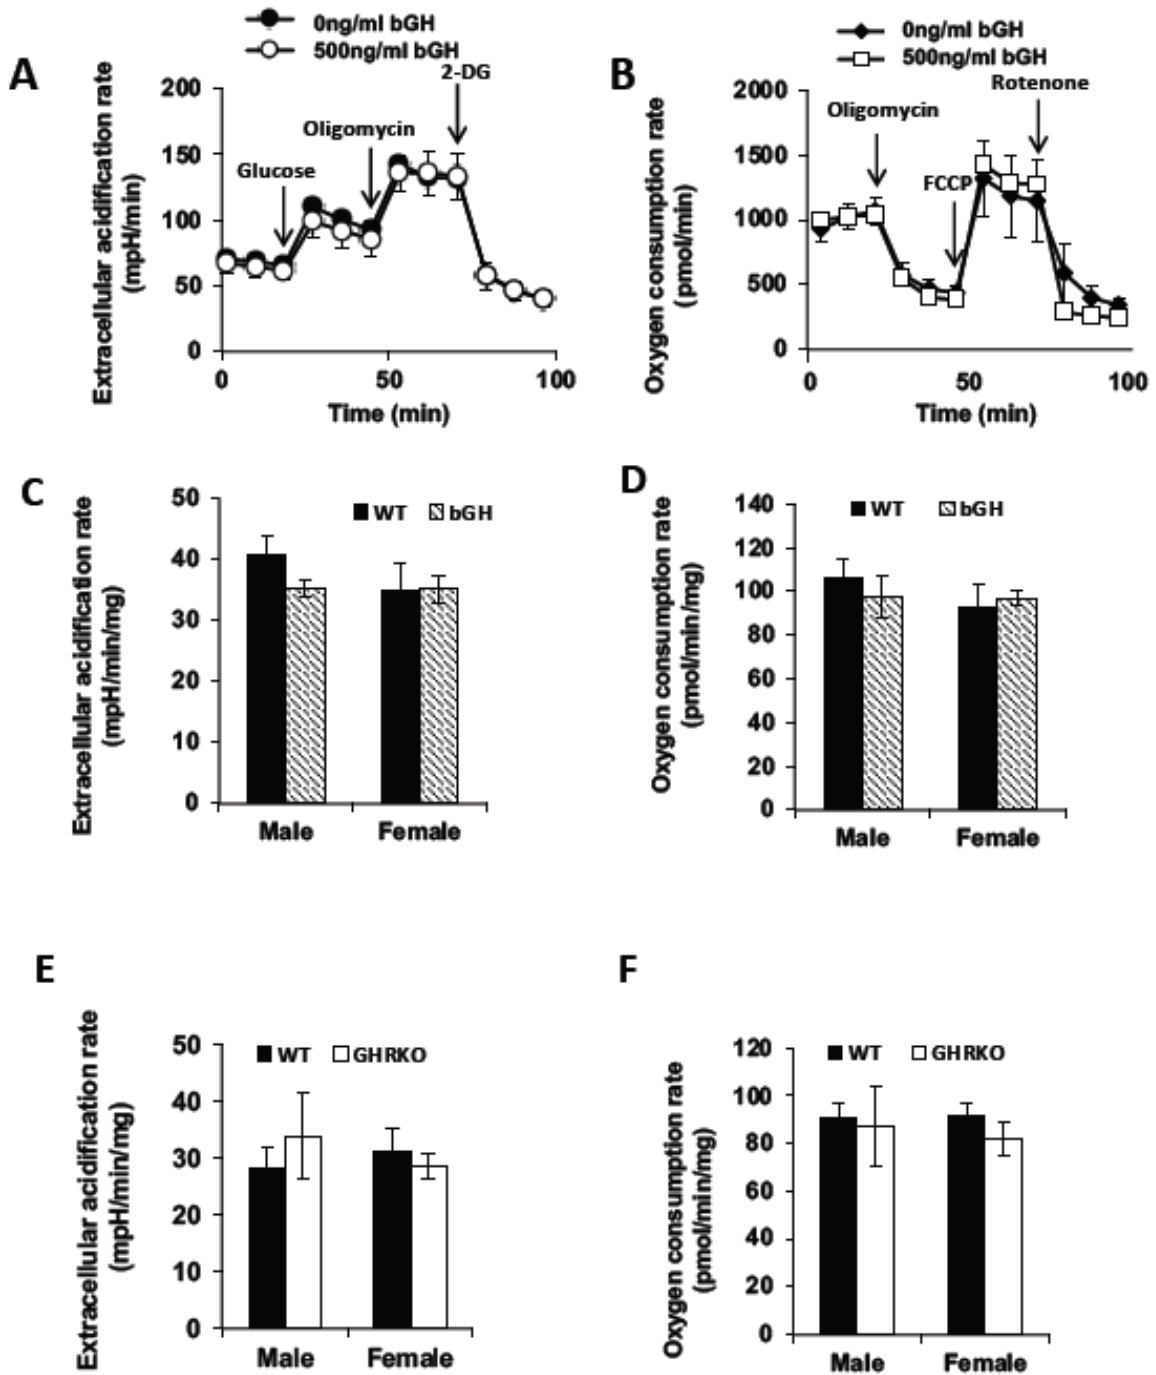 A
0ng/ml bGH
500ng/ml bGH
2-DG
Oligomycin
Glucose
Extracellular acidification rate
(mpH/min)
200
150
100
50
0
0 50 100
Time (min)
B
0ng/ml bGH
500ng/ml bGH
Rotenone
Oligomycin
FCCP
Oxygen consumption rate
(pmol/min)
2000
1500
1000
500
0
0 50 100
Time (min)
C
WT bGH
Extracellular acidification rate
(mpH/min/mg)
50
40
30
20
10
0
Male Female
D
WT bGH
Oxygen consumption rate
(pmol/min/mg)
140
120
100
80
60
40
20
0
Male Female
E
WT GHRKO
Extracellular acidification rate
(mpH/min/mg)
50
40
30
20
10
0
Male Female
F
WT GHRKO
Oxygen consumption rate
(pmol/min/mg)
120
100
80
60
40
20
0
Male Female